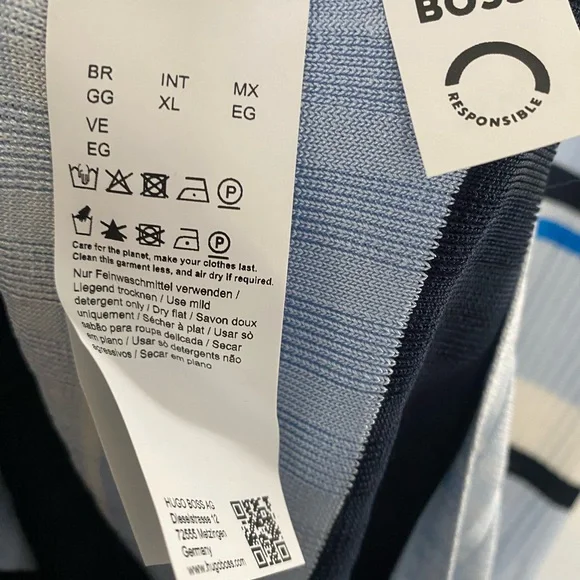 BOSS
RESPONSIBLE
BR INT MX
GG XL EG
VE
EG
P
P
Care for the planet, make your clothes last.
Clean this garment less, and air dry if required.
Nur Feinwaschmittel verwenden /
Liegend trocknen / Use mild
detergent only / Dry flat / Savon doux
uniquement / Sécher à plat / Usar só
sabão para roupa delicada / Secar
em plano / Usar só detergents não
agressivos / Secar em plano
HUGO BOSS AG
Dieselstrasse 12
72555 Metzingen
Germany
www.hugoboss.com